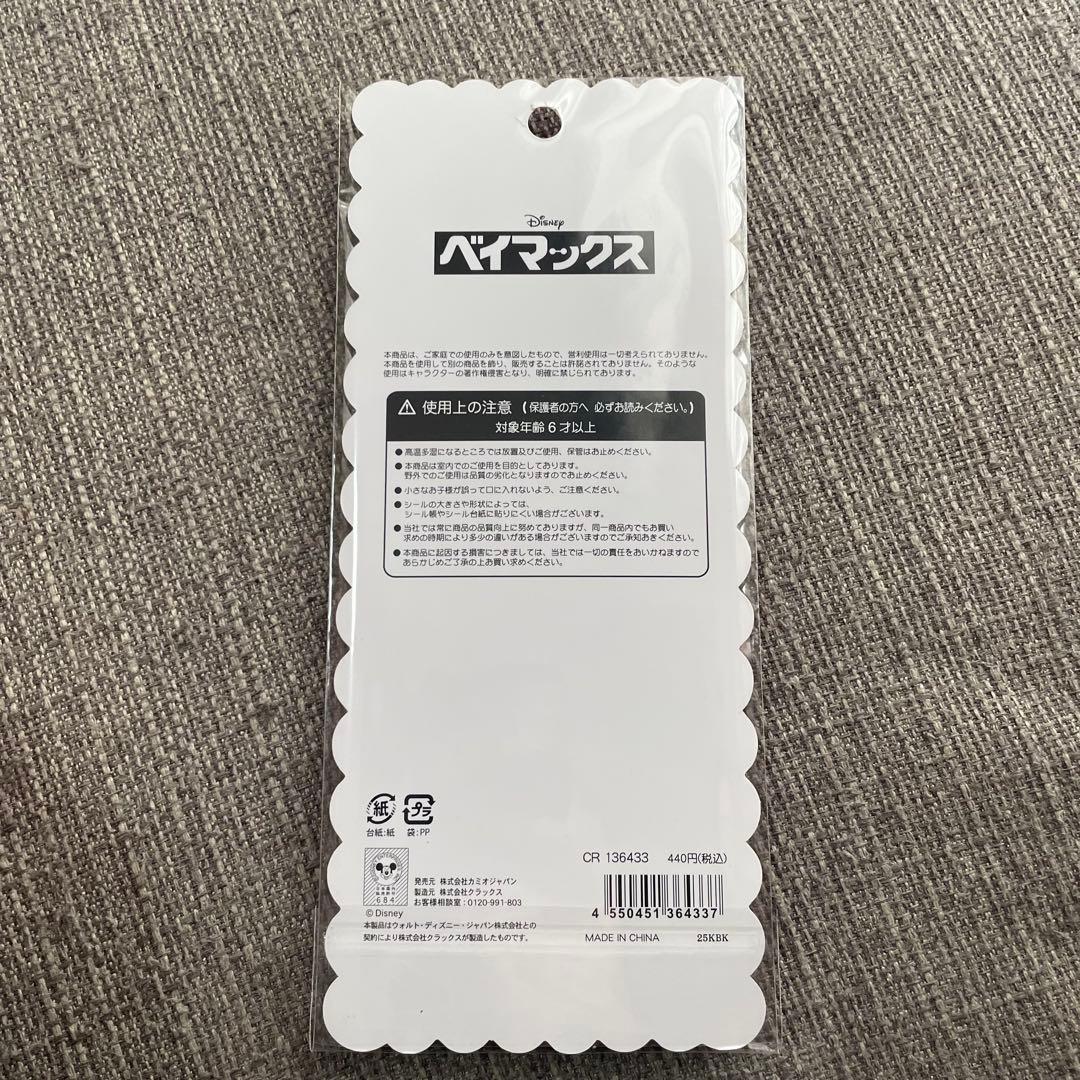 Disney
ベイマックス
本商品は、ご家庭での使用のみを意図したもので、営利使用は一切考えられておりません。
本商品を使用して別の商品を飾り、販売することは許諾されておりません。そのような
使用はキャラクターの著作権侵害となり、明確に禁じられております。
使用上の注意 (保護者の方へ 必ずお読みください。)
対象年齢6才以上
●高温多湿になるところでは放置及びご使用、保管はお止めください。
●本商品は室内でのご使用を目的としております。
野外でのご使用は品質の劣化となりますのでお止めください。
●小さなお子様が誤って口に入れないよう、ご注意ください。
●シールの大きさや形状によっては、
シール帳やシール台紙に貼りにくい場合がございます。
●当社では常に商品の品質向上に努めておりますが、同一商品内でもお買い
求めの時期により多少の違いがある場合がございますのでご承知おきください。
●本商品に起因する損害につきましては、当社では一切の責任をおいかねますので
あらかじめご了承の上お買い求めください。
紙 プラ
台紙:紙 袋:PP
CR 136433 440円(税込)
684
発売元 株式会社カミオジャパン
製造元 株式会社クラックス
お客様相談室:0120-991-803
4 550451 364337
© Disney
本製品はウォルト・ディズニー・ジャパン株式会社との
契約により株式会社クラックスが製造したものです。
MADE IN CHINA 25KBK